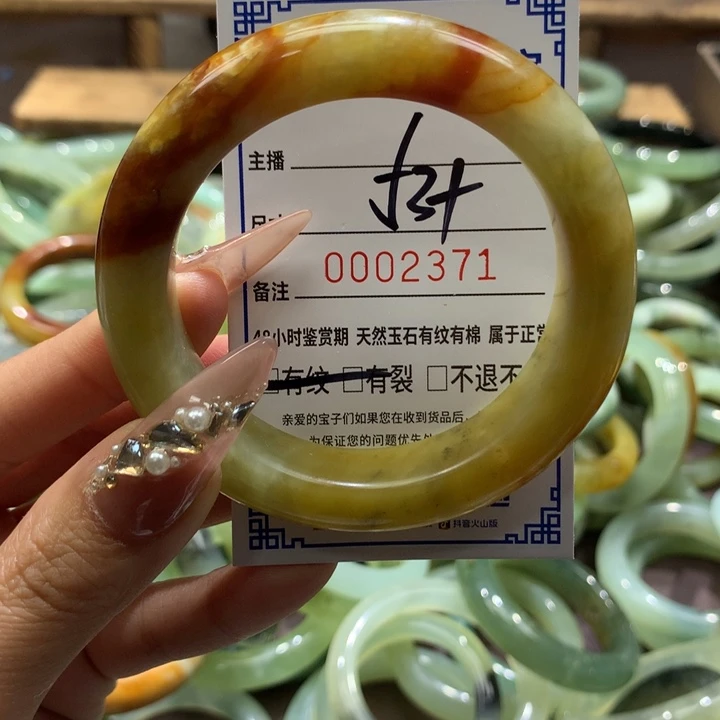 主播
53+
尺寸
0002371
备注
48小时鉴赏期 天然玉石有纹有棉 属于正常
□有纹 □有裂 □不退不
亲爱的宝子们如果您在收到货品后，
为保证您的问题优先处
抖音火山版